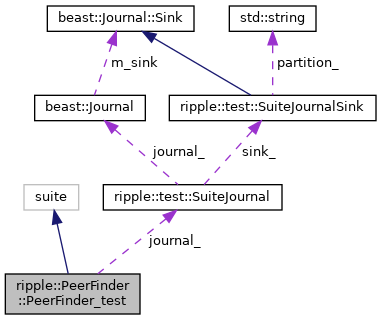 beast::Journal::Sink
std::string
m_sink
partition_
beast::Journal
ripple::test::SuiteJournalSink
journal_
sink_
suite
ripple::test::SuiteJournal
journal_
ripple::PeerFinder
::PeerFinder_test